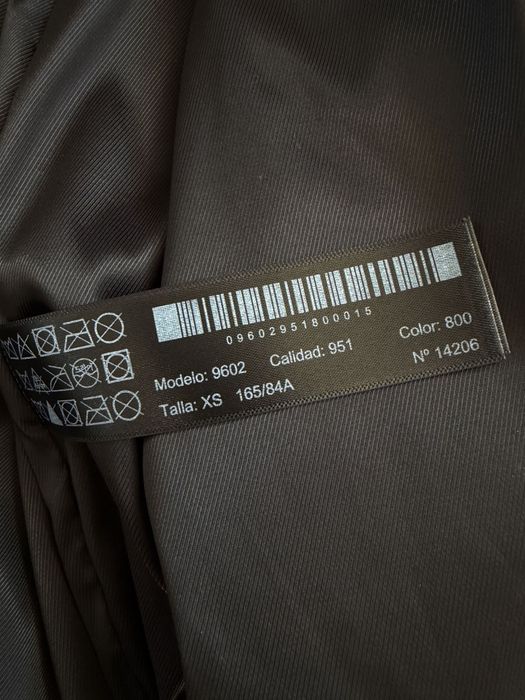 09602951800015
Modelo: 9602 Calidad: 951 Color: 800
Talla: XS 165/84A Nº 14206